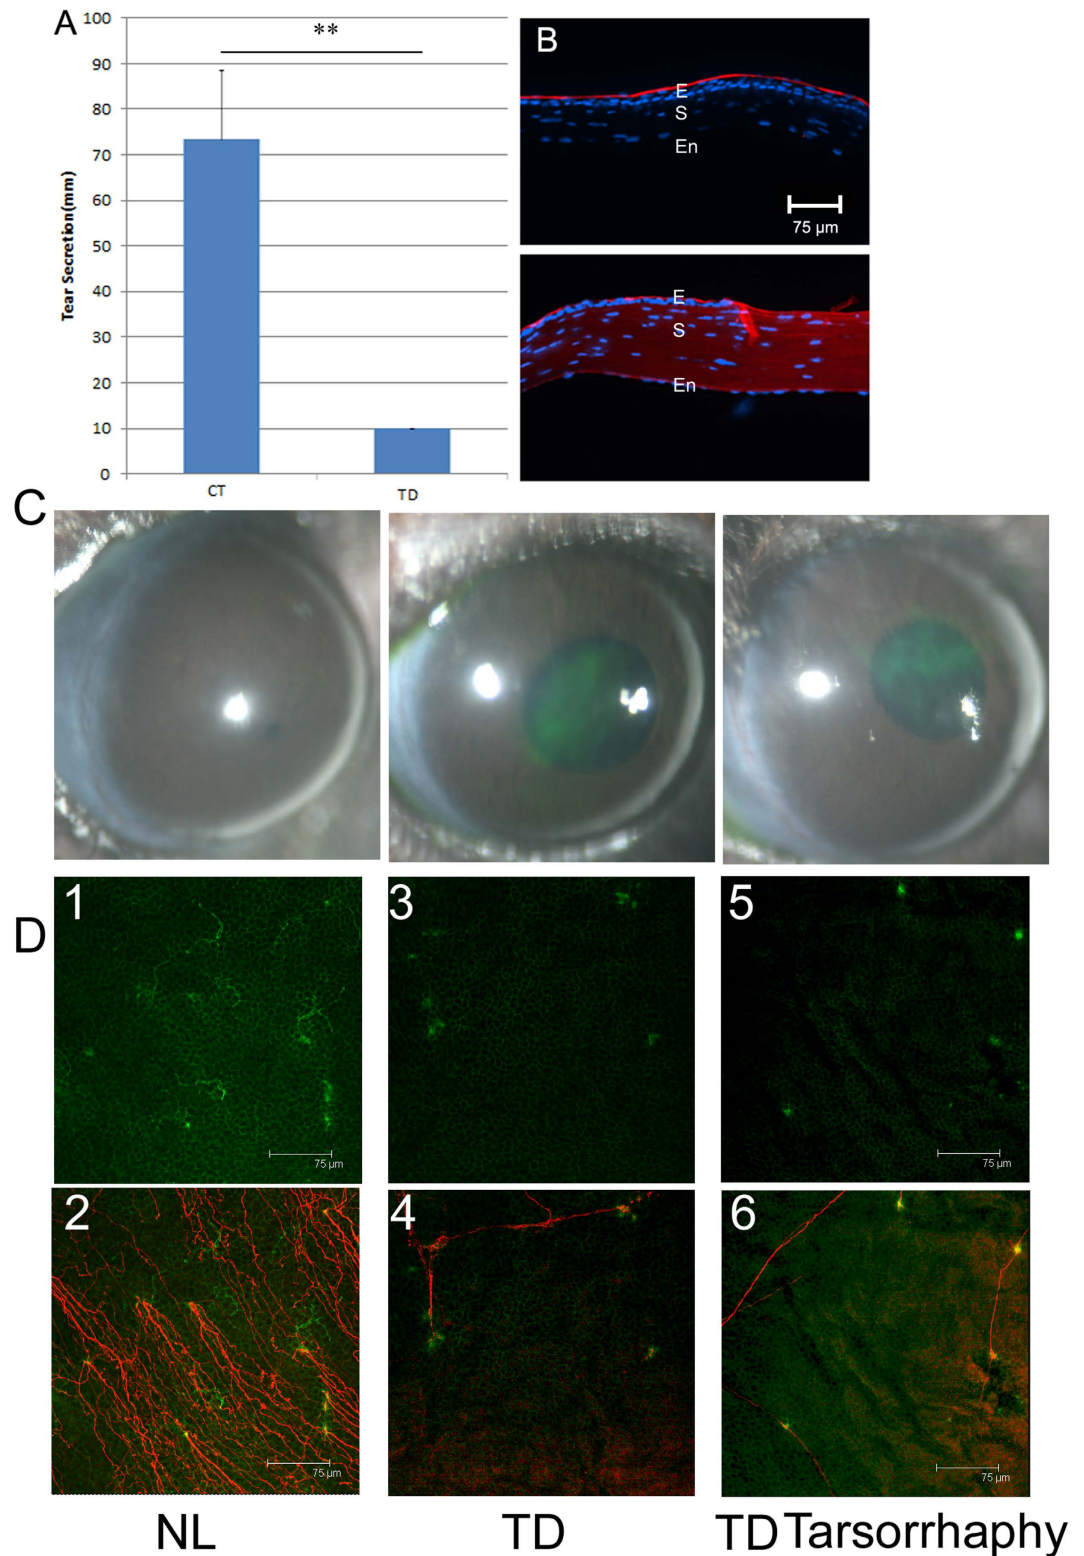 A
100
90
80
70
60
50
40
30
20
10
0
Tear Secretion(mm)
**
CT
TD
B
E
S
En
75 µm
E
S
En
C
D
1
75 µm
3
5
75 µm
2
75 µm
4
6
75 µm
NL
TD
TD Tarsorrhaphy